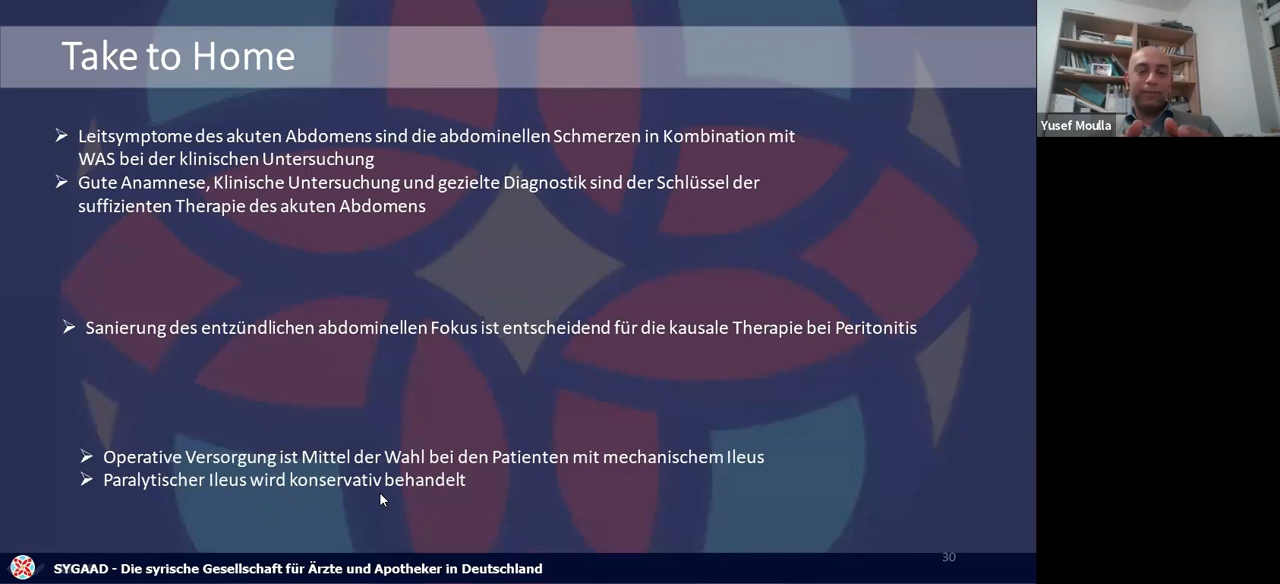 Take to Home
Leitsymptome des akuten Abdomens sind die abdominellen Schmerzen in Kombination mit
WAS bei der klinischen Untersuchung
Gute Anamnese, Klinische Untersuchung und gezielte Diagnostik sind der Schlüssel der
suffizienten Therapie des akuten Abdomens
Sanierung des entzündlichen abdominellen Fokus ist entscheidend für die kausale Therapie bei Peritonitis
Operative Versorgung ist Mittel der Wahl bei den Patienten mit mechanischem Ileus
Paralytischer Ileus wird konservativ behandelt
30
SYGAAD - Die syrische Gesellschaft für Ärzte und Apotheker in Deutschland
Yusef Moulla